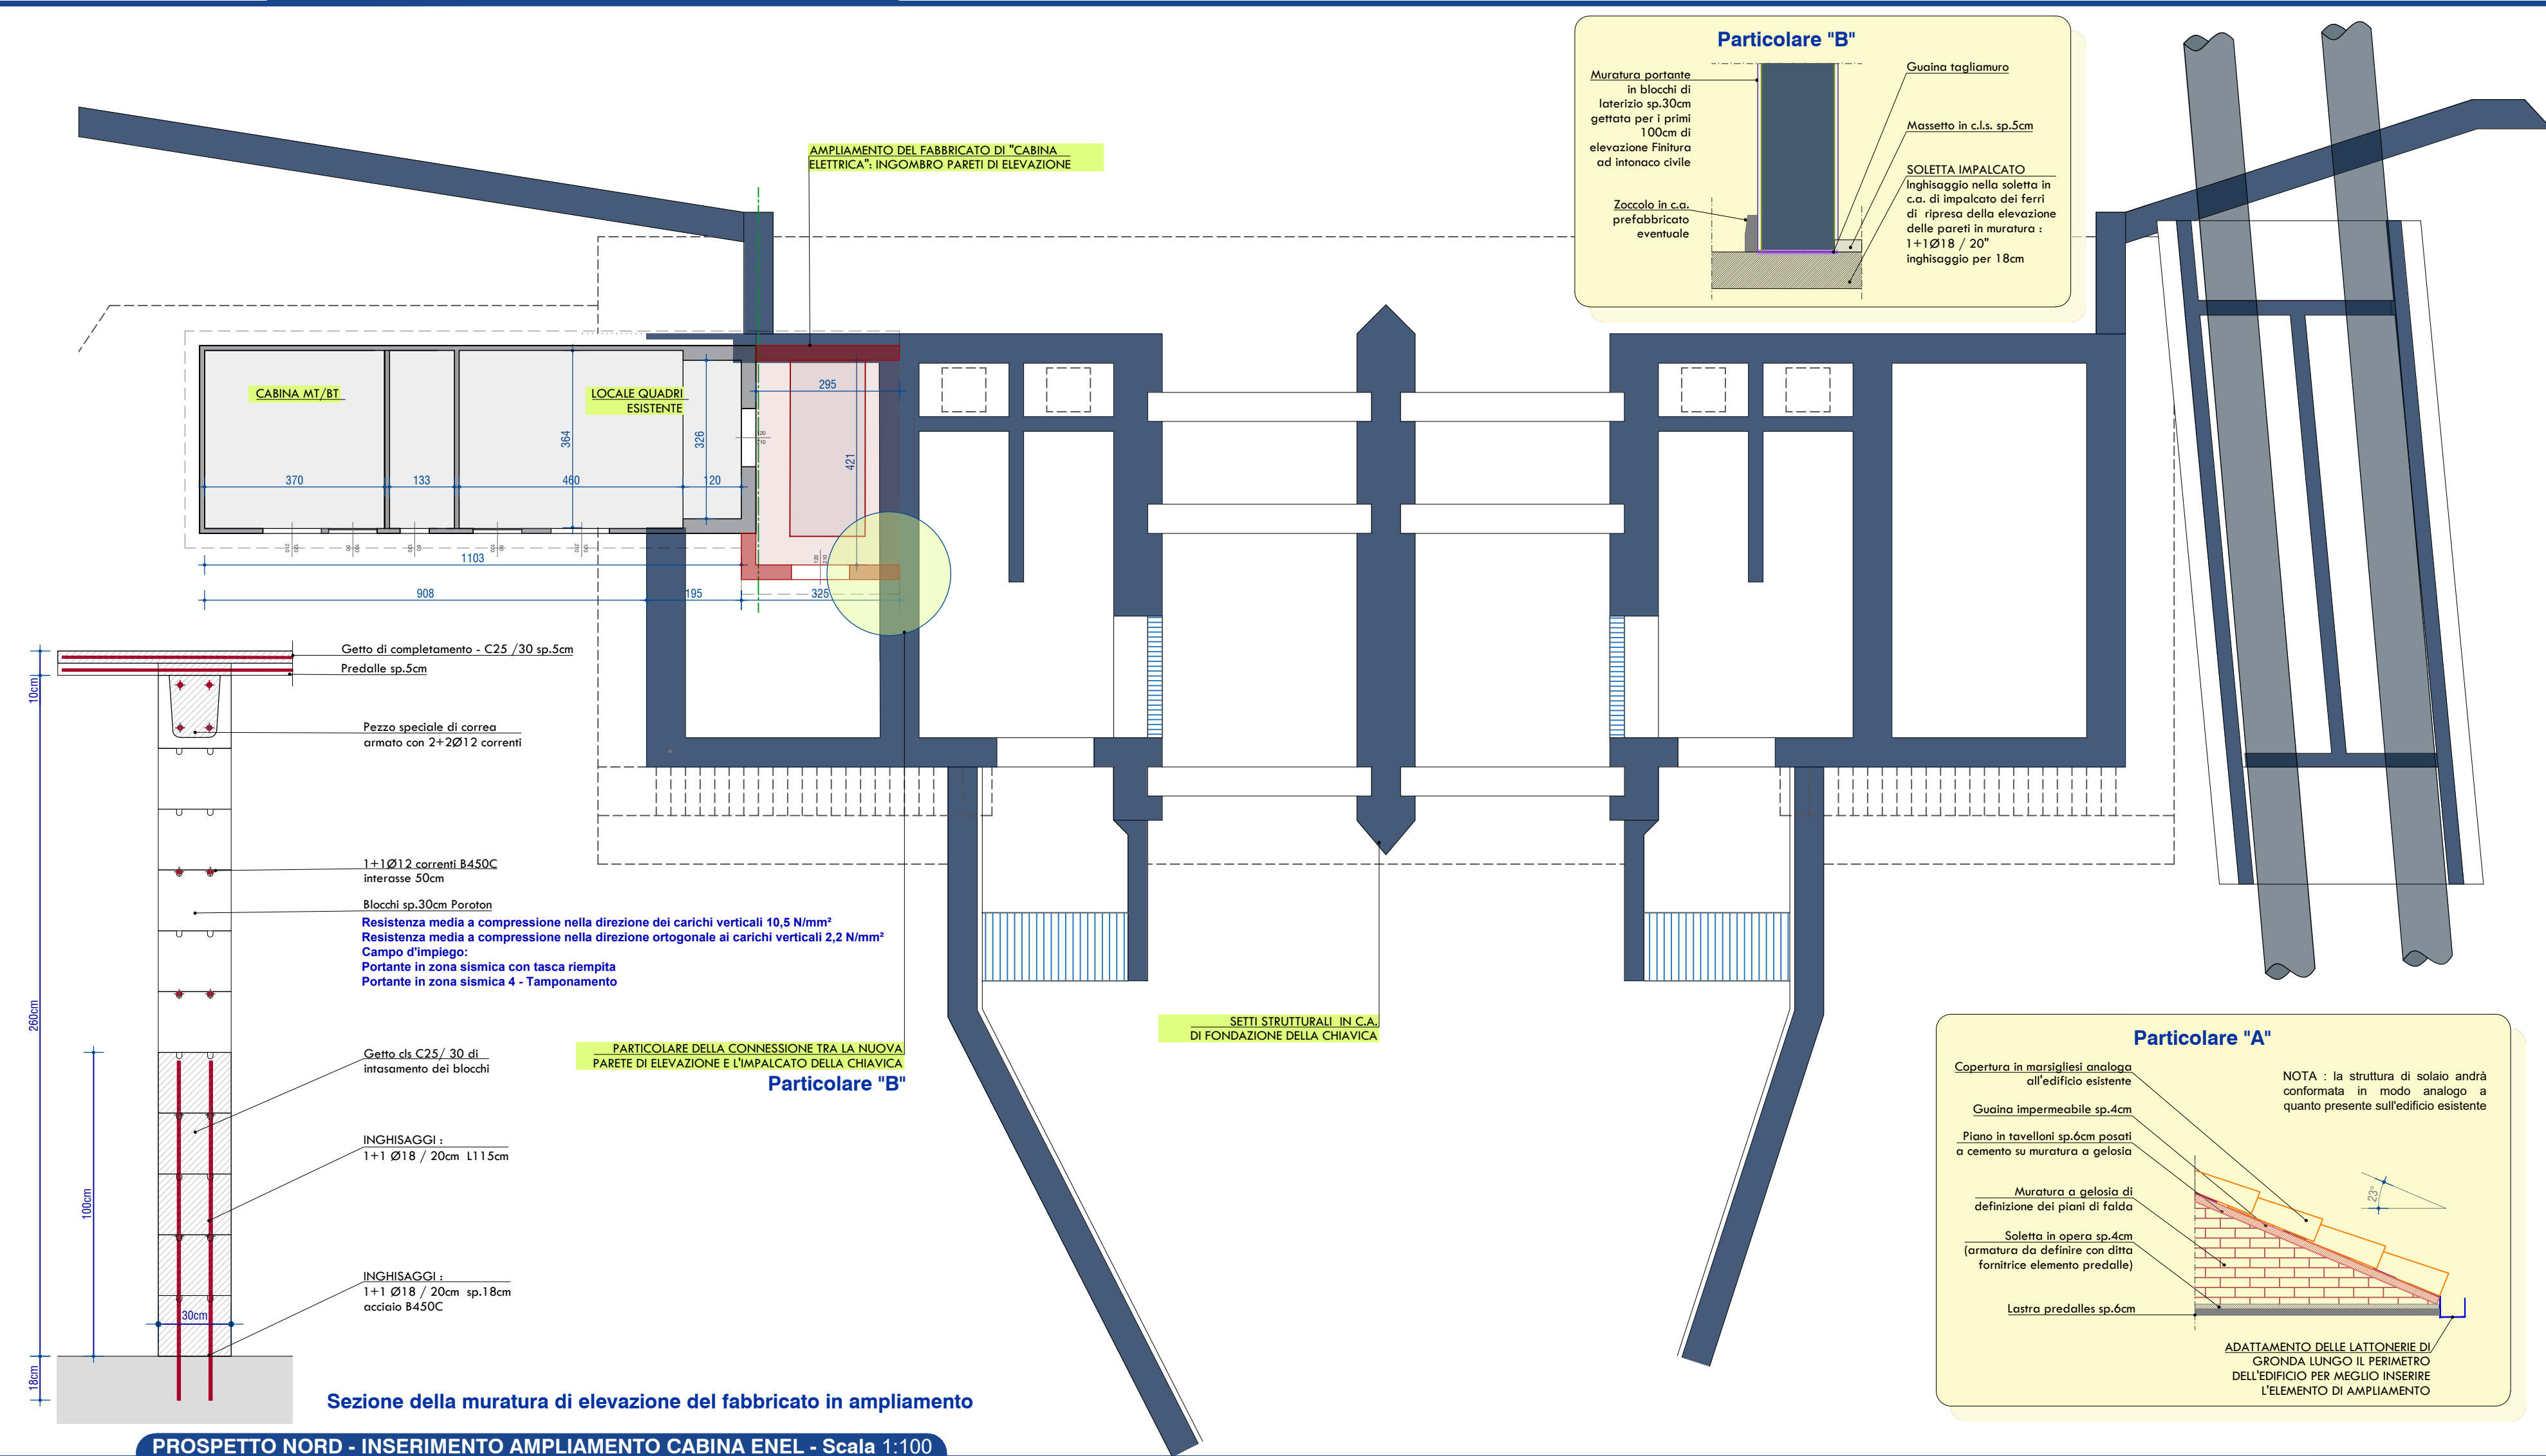 Particolare "B"
Muratura portante
in blocchi di
laterizio sp.30cm
gettata per i primi
100cm di
elevazione Finitura
ad intonaco civile
Zoccolo in c.a.
prefabbricato
eventuale
Guaina tagliamuro
Massetto in c.l.s. sp.5cm
SOLETTA IMPALCATO
Inghisaggio nella soletta in
c.a. di impalcato dei ferri
di ripresa della elevazione
delle pareti in muratura :
1+1Ø18 / 20"
inghisaggio per 18cm
AMPLIAMENTO DEL FABBRICATO DI "CABINA
ELETTRICA": INGOMBRO PARETI DI ELEVAZIONE
CABINA MT/BT
LOCALE QUADRI
ESISTENTE
295
364
326
421
370
133
460
120
1103
908
195
325
Getto di completamento - C25 /30 sp.5cm
Predalle sp.5cm
10cm
Pezzo speciale di correa
armato con 2+2Ø12 correnti
1+1Ø12 correnti B450C
interasse 50cm
Blocchi sp.30cm Poroton
Resistenza media a compressione nella direzione dei carichi verticali 10,5 N/mm²
Resistenza media a compressione nella direzione ortogonale ai carichi verticali 2,2 N/mm²
Campo d'impiego:
Portante in zona sismica con tasca riempita
Portante in zona sismica 4 - Tamponamento
260cm
Getto cls C25/ 30 di
intasamento dei blocchi
INGHISAGGI :
1+1 Ø18 / 20cm L115cm
100cm
INGHISAGGI :
1+1 Ø18 / 20cm sp.18cm
acciaio B450C
30cm
18cm
PARTICOLARE DELLA CONNESSIONE TRA LA NUOVA
PARETE DI ELEVAZIONE E L'IMPALCATO DELLA CHIAVICA
Particolare "B"
SETTI STRUTTURALI IN C.A.
DI FONDAZIONE DELLA CHIAVICA
Particolare "A"
Copertura in marsigliesi analoga
all'edificio esistente
Guaina impermeabile sp.4cm
Piano in tavelloni sp.6cm posati
a cemento su muratura a gelosia
Muratura a gelosia di
definizione dei piani di falda
Soletta in opera sp.4cm
(armatura da definire con ditta
fornitrice elemento predalle)
Lastra predalles sp.6cm
NOTA : la struttura di solaio andrà
conformata in modo analogo a
quanto presente sull'edificio esistente
23°
ADATTAMENTO DELLE LATTONERIE DI
GRONDA LUNGO IL PERIMETRO
DELL'EDIFICIO PER MEGLIO INSERIRE
L'ELEMENTO DI AMPLIAMENTO
Sezione della muratura di elevazione del fabbricato in ampliamento
PROSPETTO NORD - INSERIMENTO AMPLIAMENTO CABINA ENEL - Scala 1:100